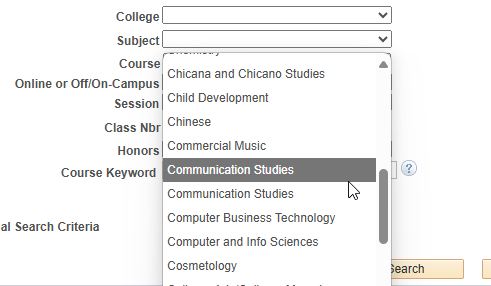 College
Subject
Chemistry
Course
Chicana and Chicano Studies
Online or Off/On-Campus
Child Development
Session
Chinese
Class Nbr
Commercial Music
Honors
Communication Studies
Course Keyword
?
Communication Studies
Computer Business Technology
al Search Criteria
Computer and Info Sciences
Cosmetology
Search